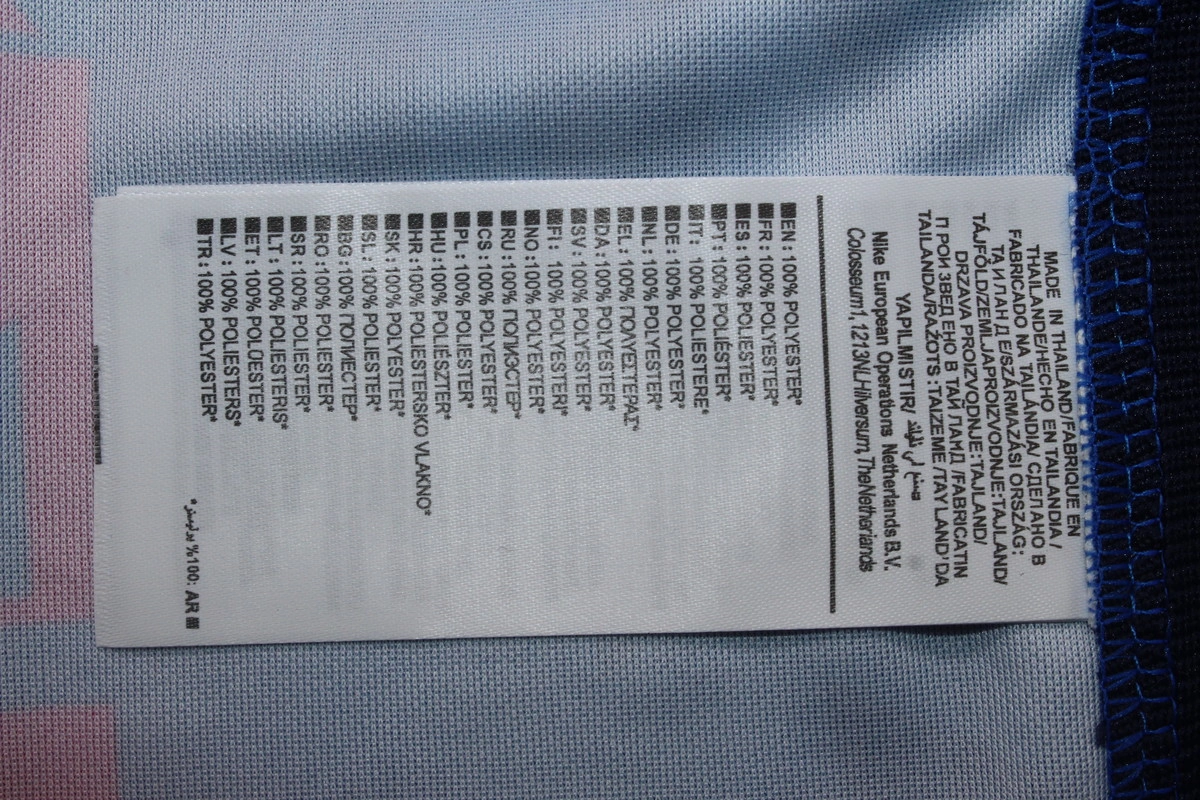 MADE IN THAILAND/FABRIQUE EN
THAILANDE/HECHO EN TAILANDIA/
FABRICADO NA TAILÂNDIA/ СДЕЛАНО В
ТАИЛАНДЕ/SZÁRMAZÁSI ORSZÁG:
TÁJFÖLD/ZEMLJAPROIZVODNJE:TAJLAND/
DRZAVA PROIZVODNJE:TAJLAND/
ПРОИЗВЕДЕНО В ТАЙЛАНД /FABRICATIN
TAILANDA/RAŽOTS:TAIZEME/TAYLAND'DA
YAPILMISTIR/ صنع في تايلند
Nike European Operations Netherlands B.V.
Colosseum1, 1213NLHilversum,TheNetherlands
EN: 100% POLYESTER*
FR: 100% POLYESTER*
ES: 100% POLIÉSTER*
PT: 100% POLIÉSTER*
IT: 100% POLIESTERE*
DE: 100% POLYESTER*
NL: 100% POLYESTER*
EL: 100% ΠΟΛΥΕΣΤΕΡΑΣ*
DA: 100% POLYESTER*
SV: 100% POLYESTER*
FI: 100% POLYESTERI*
NO: 100% POLYESTER*
RU: 100% ПОЛИЭСТЕР*
CS: 100% POLYESTER*
PL: 100% POLIESTER*
HU: 100% POLIÉSZTER*
HR: 100% POLIESTERSKO VLAKNO*
SK: 100% POLYESTER*
SL: 100% POLIESTER*
BG: 100% ПОЛИЕСТЕР*
RO: 100% POLIESTER*
SR: 100% POLIESTER*
LT: 100% POLIESTERIS*
ET: 100% POLÜESTER*
LV: 100% POLIESTERS*
TR: 100% POLYESTER*
AR :100% بوليستر*